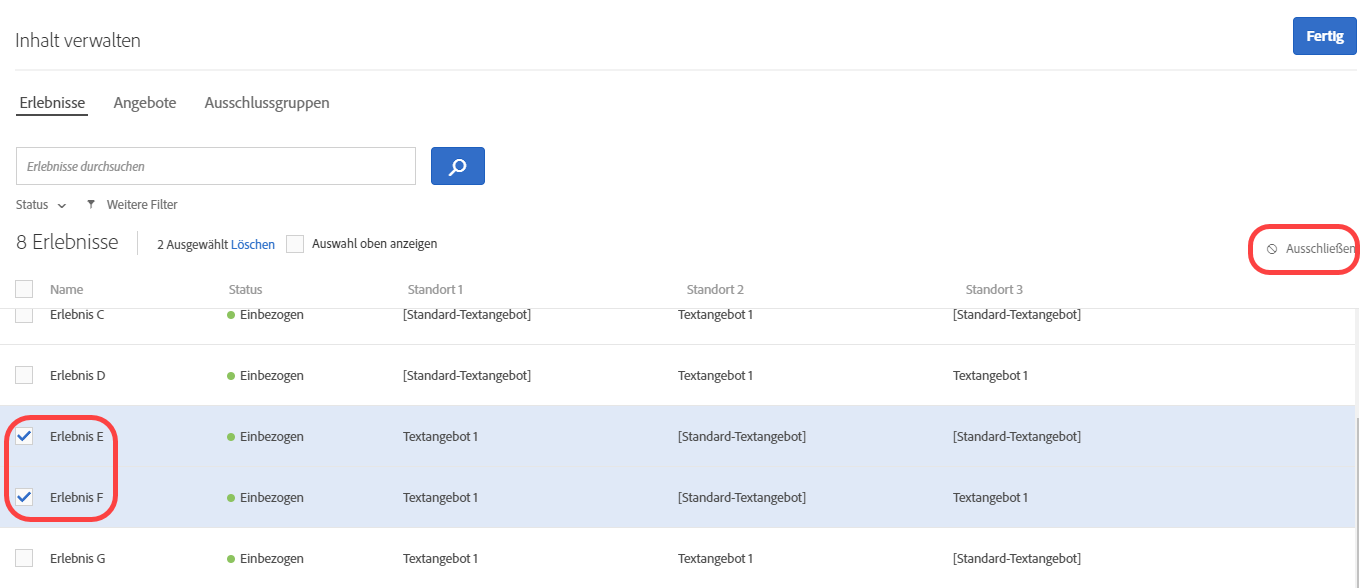 Inhalt verwalten
Fertig
Erlebnisse Angebote Ausschlussgruppen
Erlebnisse durchsuchen
Status Weitere Filter
8 Erlebnisse 2 Ausgewählt Löschen Auswahl oben anzeigen Ausschließen
Name Status Standort 1 Standort 2 Standort 3
Erlebnis C Einbezogen [Standard-Textangebot] Textangebot 1 [Standard-Textangebot]
Erlebnis D Einbezogen [Standard-Textangebot] Textangebot 1 Textangebot 1
Erlebnis E Einbezogen Textangebot 1 [Standard-Textangebot] [Standard-Textangebot]
Erlebnis F Einbezogen Textangebot 1 [Standard-Textangebot] Textangebot 1
Erlebnis G Einbezogen Textangebot 1 Textangebot 1 [Standard-Textangebot]